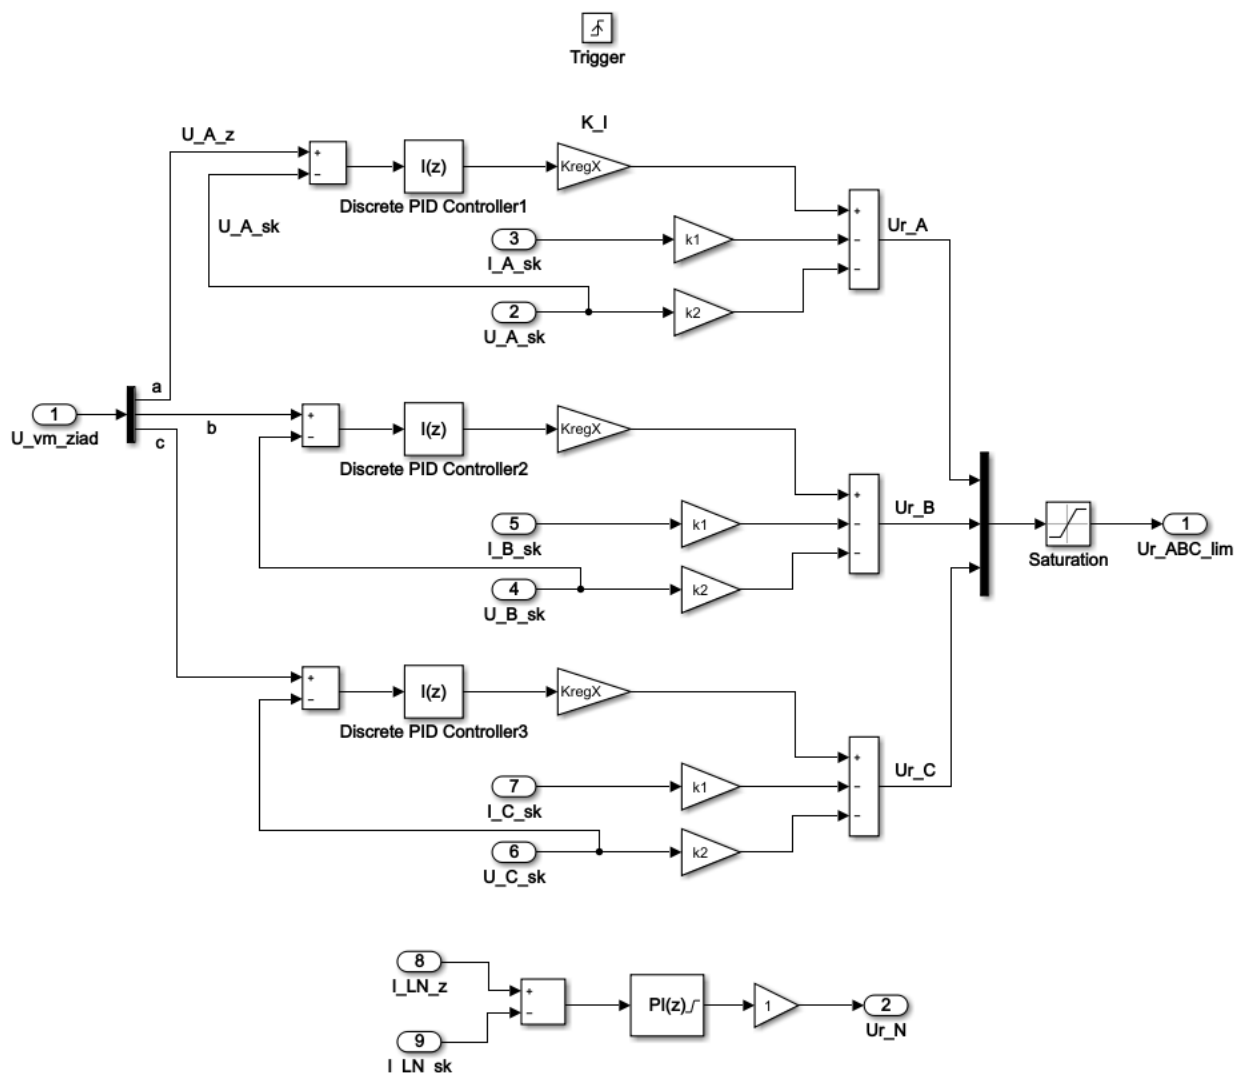 Trigger
K_I
U_A_z
+
−
I(z)
KregX
Discrete PID Controller1
U_A_sk
3
I_A_sk
k1
+
−
−
Ur_A
2
U_A_sk
k2
1
U_vm_ziad
a
b
c
+
−
I(z)
KregX
Discrete PID Controller2
5
I_B_sk
k1
+
−
−
Ur_B
4
U_B_sk
k2
Saturation
1
Ur_ABC_lim
+
−
I(z)
KregX
Discrete PID Controller3
7
I_C_sk
k1
+
−
−
Ur_C
6
U_C_sk
k2
8
I_LN_z
+
−
PI(z)
1
2
Ur_N
9
I_LN_sk